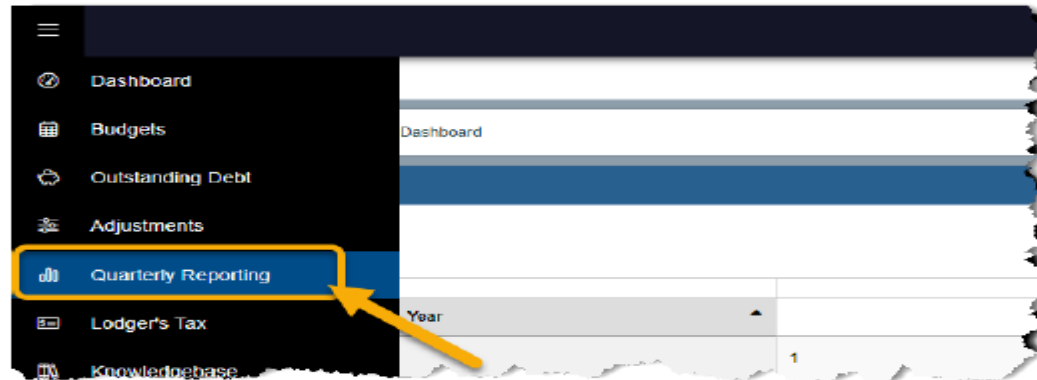 Dashboard
Budgets
Dashboard
Outstanding Debt
Adjustments
Quarterly Reporting
Lodger's Tax
Year
Knowledgebase
1